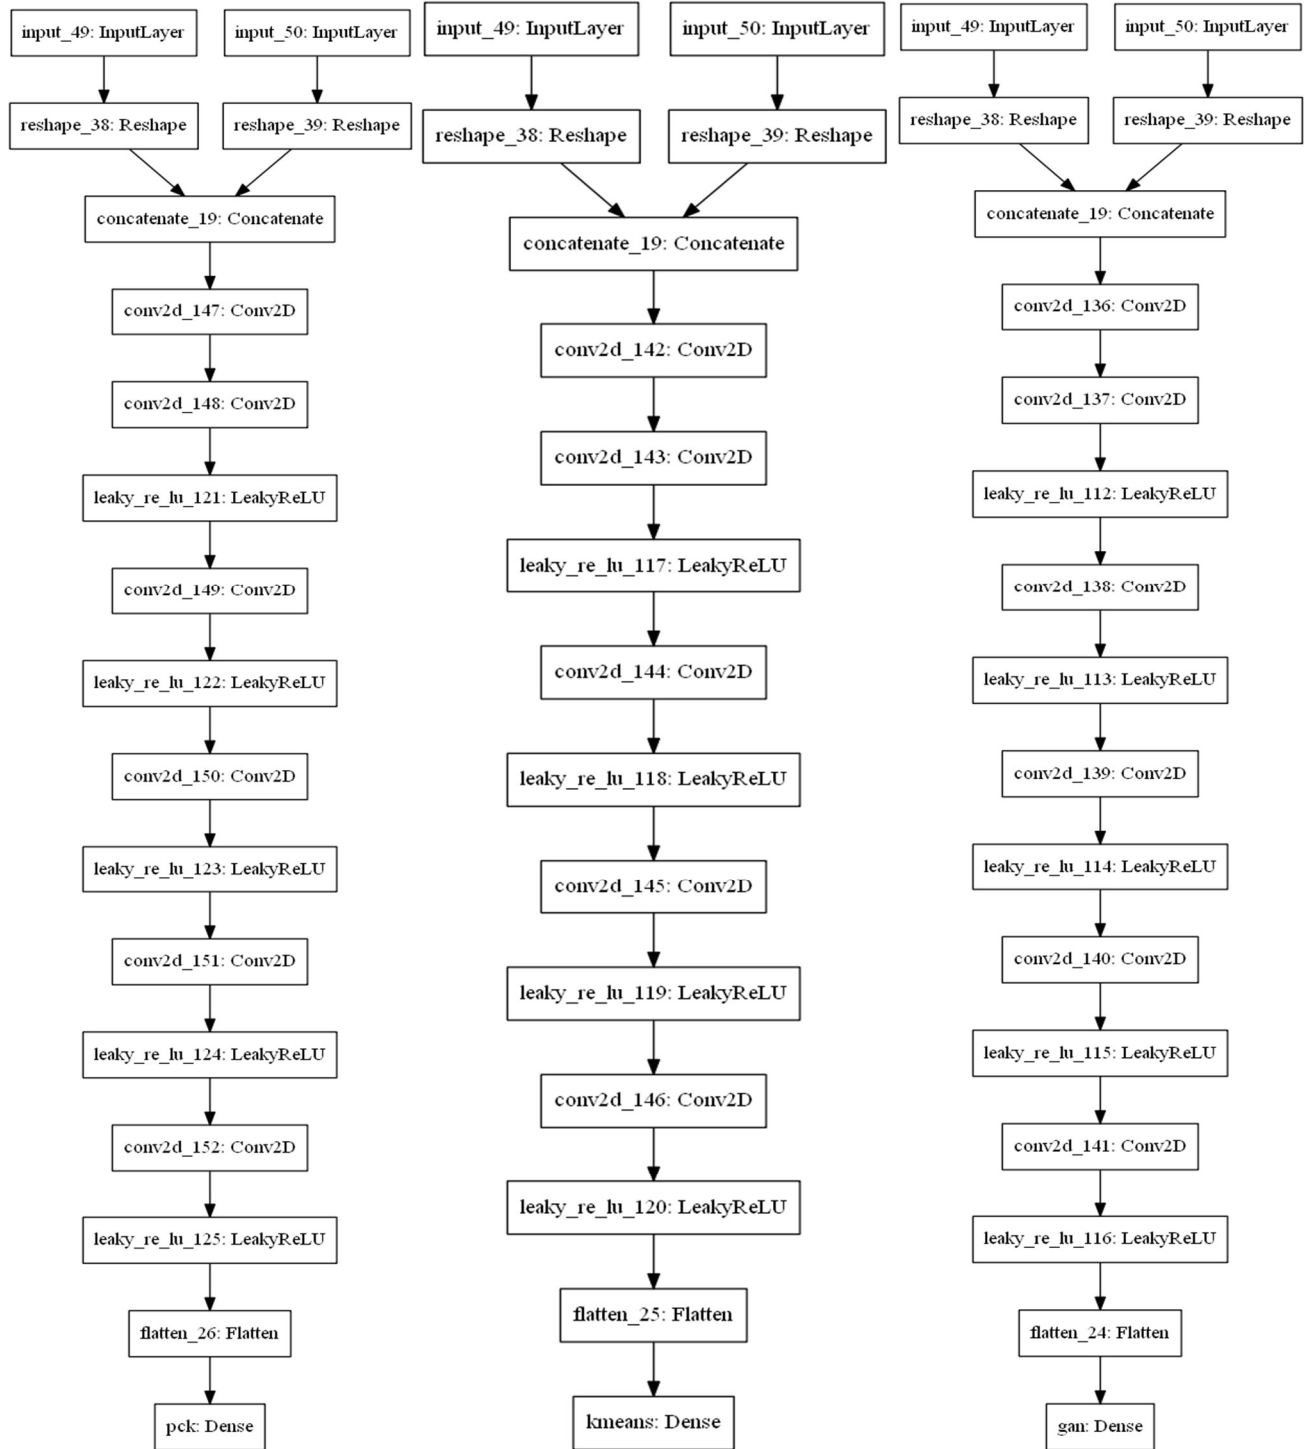 input_49: InputLayer
input_50: InputLayer
reshape_38: Reshape
reshape_39: Reshape
concatenate_19: Concatenate
conv2d_147: Conv2D
conv2d_148: Conv2D
leaky_re_lu_121: LeakyReLU
conv2d_149: Conv2D
leaky_re_lu_122: LeakyReLU
conv2d_150: Conv2D
leaky_re_lu_123: LeakyReLU
conv2d_151: Conv2D
leaky_re_lu_124: LeakyReLU
conv2d_152: Conv2D
leaky_re_lu_125: LeakyReLU
flatten_26: Flatten
pck: Dense
input_49: InputLayer
input_50: InputLayer
reshape_38: Reshape
reshape_39: Reshape
concatenate_19: Concatenate
conv2d_142: Conv2D
conv2d_143: Conv2D
leaky_re_lu_117: LeakyReLU
conv2d_144: Conv2D
leaky_re_lu_118: LeakyReLU
conv2d_145: Conv2D
leaky_re_lu_119: LeakyReLU
conv2d_146: Conv2D
leaky_re_lu_120: LeakyReLU
flatten_25: Flatten
kmeans: Dense
input_49: InputLayer
input_50: InputLayer
reshape_38: Reshape
reshape_39: Reshape
concatenate_19: Concatenate
conv2d_136: Conv2D
conv2d_137: Conv2D
leaky_re_lu_112: LeakyReLU
conv2d_138: Conv2D
leaky_re_lu_113: LeakyReLU
conv2d_139: Conv2D
leaky_re_lu_114: LeakyReLU
conv2d_140: Conv2D
leaky_re_lu_115: LeakyReLU
conv2d_141: Conv2D
leaky_re_lu_116: LeakyReLU
flatten_24: Flatten
gan: Dense